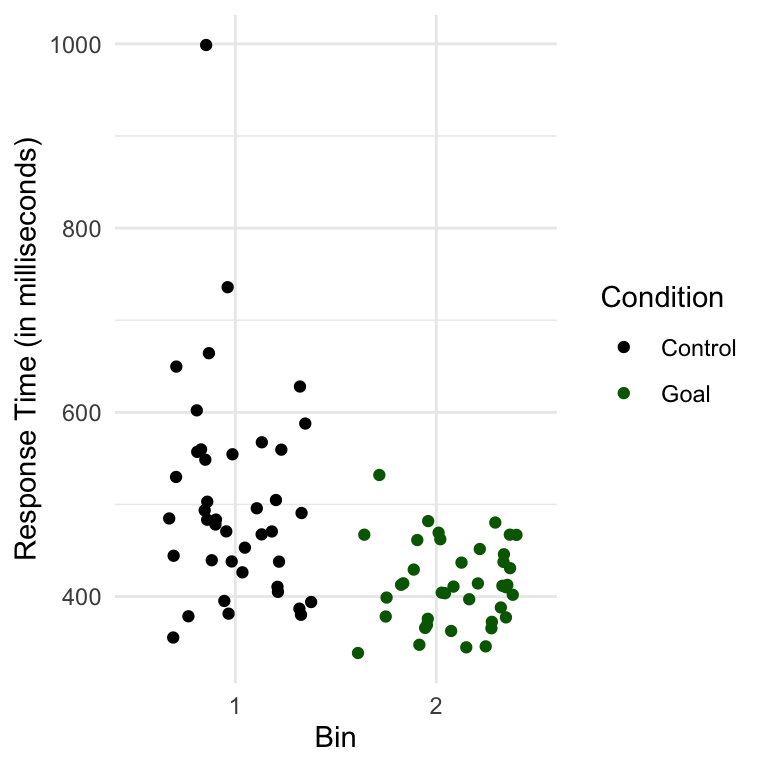 1000
800
600
400
Response Time (in milliseconds)
1
2
Bin
Condition
Control
Goal